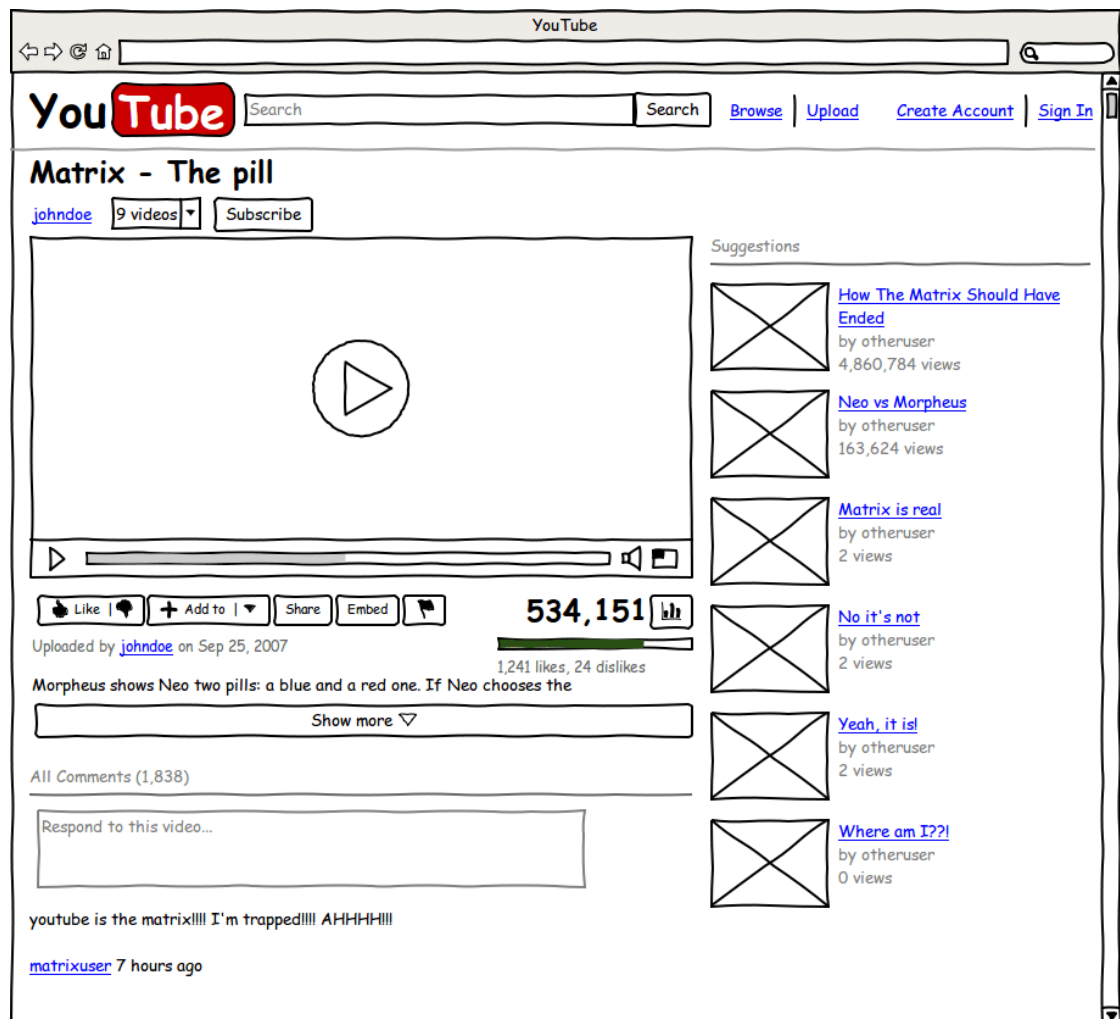 YouTube
YouTube
Search
Search
Browse
Upload
Create Account
Sign In
Matrix - The pill
johndoe
9 videos
Subscribe
Suggestions
How The Matrix Should Have
Ended
by otheruser
4,860,784 views
Neo vs Morpheus
by otheruser
163,624 views
Matrix is real
by otheruser
2 views
No it's not
by otheruser
2 views
Yeah, it is!
by otheruser
2 views
Where am I??!
by otheruser
0 views
Like |
Add to |
Share
Embed
534,151
Uploaded by johndoe on Sep 25, 2007
1,241 likes, 24 dislikes
Morpheus shows Neo two pills: a blue and a red one. If Neo chooses the
Show more
All Comments (1,838)
Respond to this video...
youtube is the matrix!!!! I'm trapped!!!! AHHHH!!!
matrixuser 7 hours ago